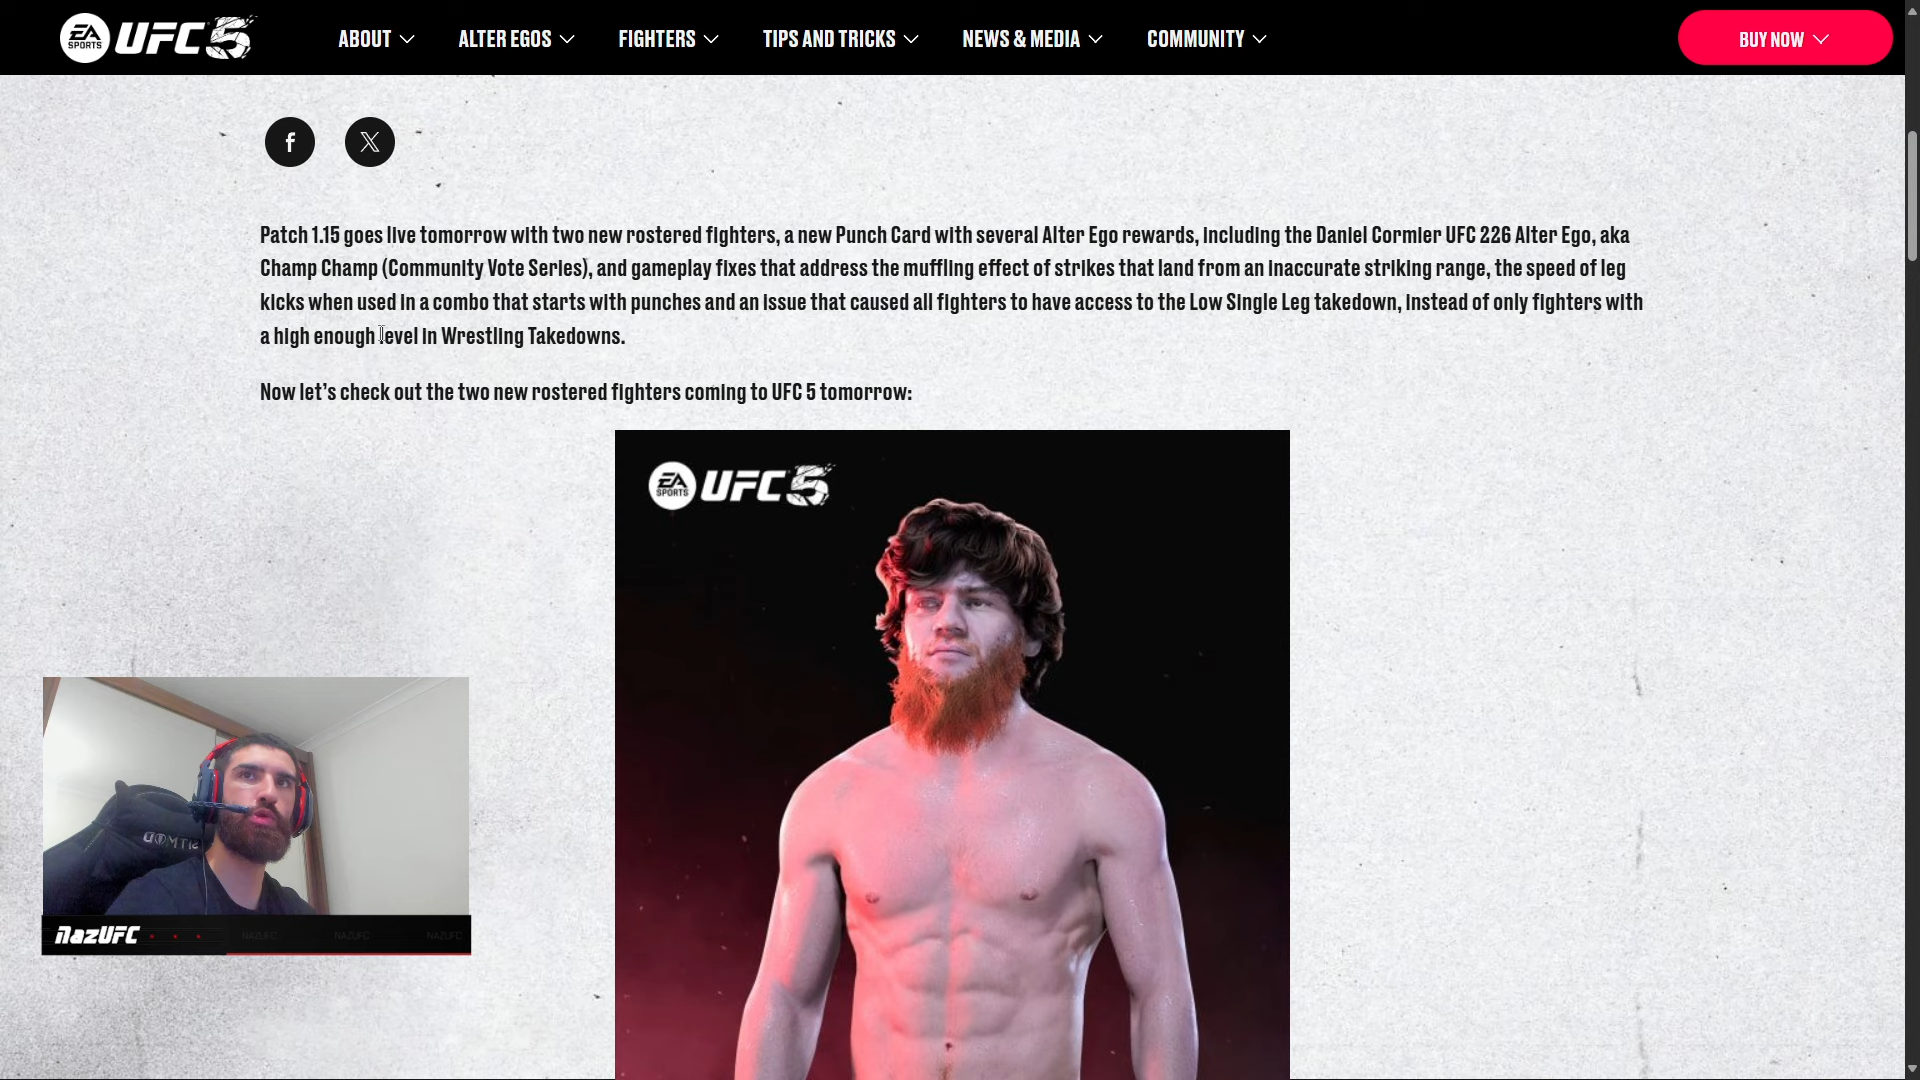 EA SPORTS UFC 5
ABOUT
ALTER EGOS
FIGHTERS
TIPS AND TRICKS
NEWS & MEDIA
COMMUNITY
BUY NOW
f
X
Patch 1.15 goes live tomorrow with two new rostered fighters, a new Punch Card with several Alter Ego rewards, including the Daniel Cormier UFC 226 Alter Ego, aka
Champ Champ (Community Vote Series), and gameplay fixes that address the muffling effect of strikes that land from an inaccurate striking range, the speed of leg
kicks when used in a combo that starts with punches and an issue that caused all fighters to have access to the Low Single Leg takedown, instead of only fighters with
a high enough level in Wrestling Takedowns.
Now let's check out the two new rostered fighters coming to UFC 5 tomorrow:
EA SPORTS UFC 5
NazUFC
NAZUFC
NAZUFC
NAZUFC